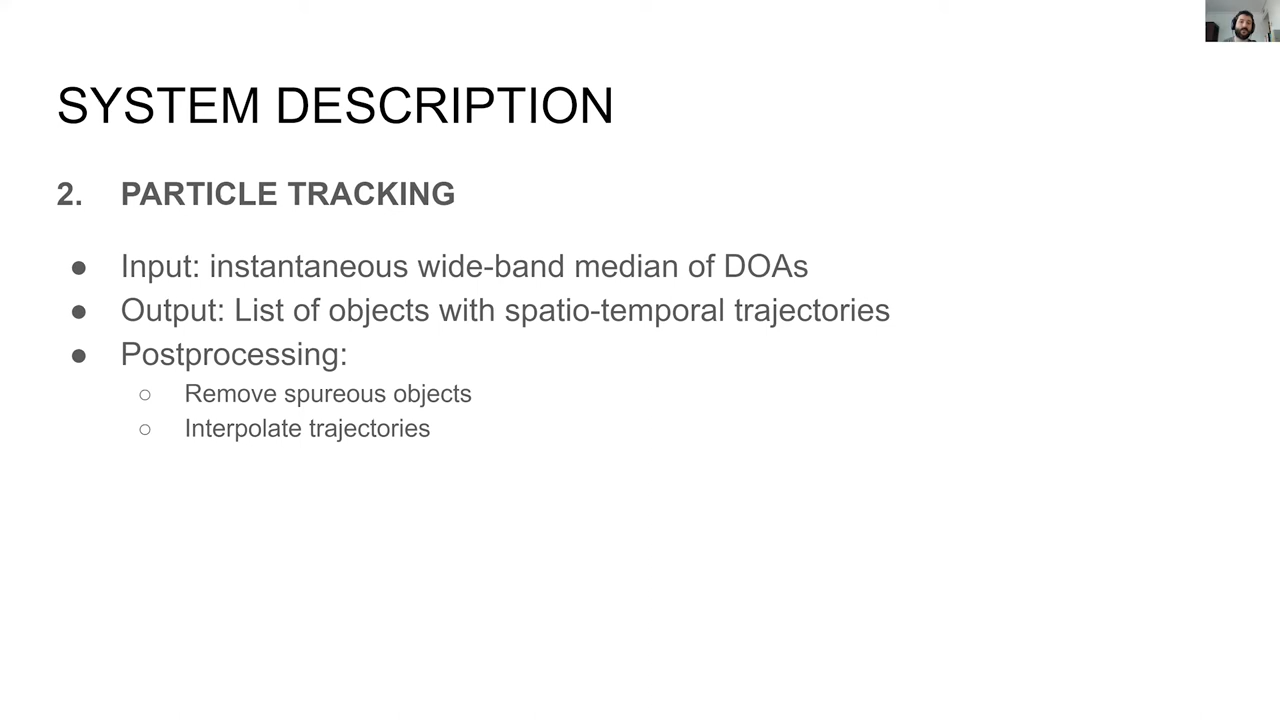 SYSTEM DESCRIPTION
2. PARTICLE TRACKING
● Input: instantaneous wide-band median of DOAs
● Output: List of objects with spatio-temporal trajectories
● Postprocessing:
○ Remove spureous objects
○ Interpolate trajectories